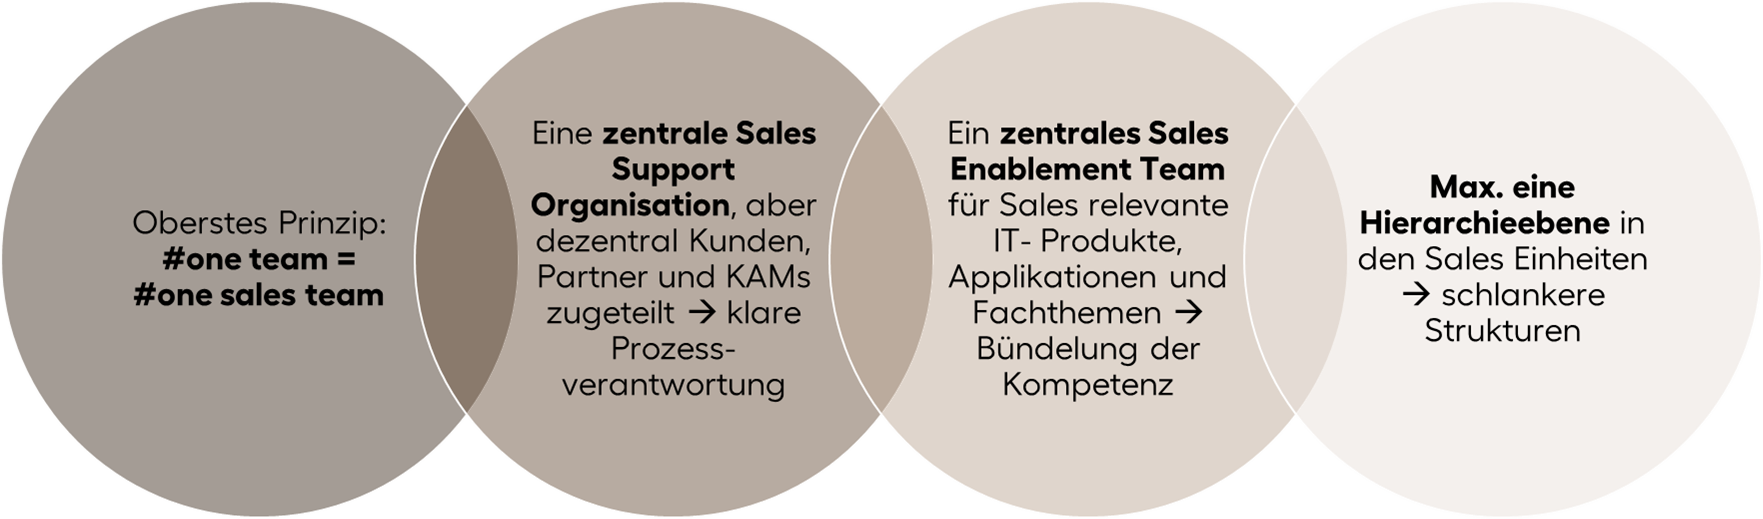 Oberstes Prinzip:
#one team =
#one sales team
Eine zentrale Sales
Support
Organisation, aber
dezentral Kunden,
Partner und KAMs
zugeteilt → klare
Prozess-
verantwortung
Ein zentrales Sales
Enablement Team
für Sales relevante
IT- Produkte,
Applikationen und
Fachthemen →
Bündelung der
Kompetenz
Max. eine
Hierarchieebene in
den Sales Einheiten
→ schlankere
Strukturen